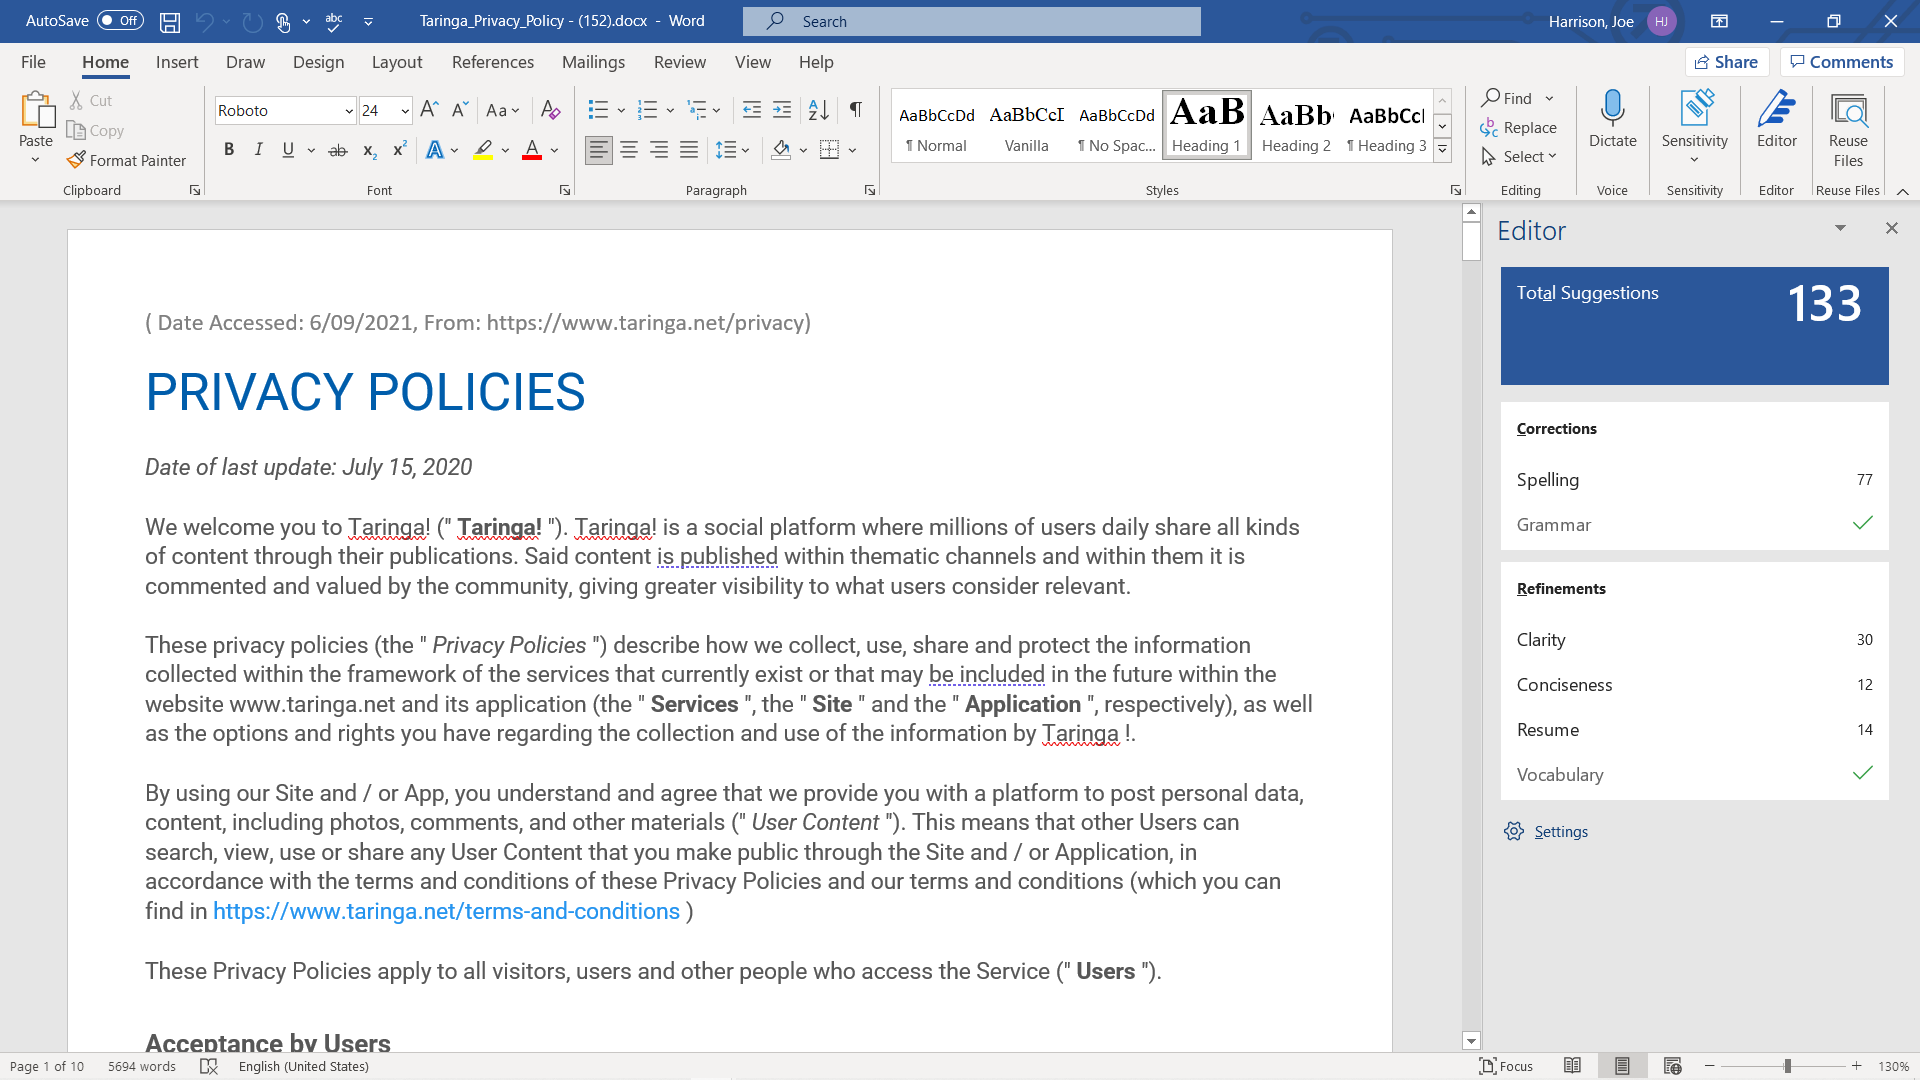 AutoSave Off Taringa_Privacy_Policy - (152).docx - Word Search Harrison, Joe HJ
File Home Insert Draw Design Layout References Mailings Review View Help Share Comments
Paste
Cut
Copy
Format Painter
Clipboard
Roboto 24
Font
Paragraph
AaBbCcDd AaBbCcI AaBbCcDd AaB AaBb( AaBbCcI
¶ Normal Vanilla ¶ No Spac... Heading 1 Heading 2 ¶ Heading 3
Styles
Find
Replace
Select
Editing
Dictate
Voice
Sensitivity
Sensitivity
Editor
Editor
Reuse
Files
Reuse Files
( Date Accessed: 6/09/2021, From: https://www.taringa.net/privacy)
PRIVACY POLICIES
Date of last update: July 15, 2020
We welcome you to Taringa! (" Taringa! "). Taringa! is a social platform where millions of users daily share all kinds
of content through their publications. Said content is published within thematic channels and within them it is
commented and valued by the community, giving greater visibility to what users consider relevant.
These privacy policies (the " Privacy Policies ") describe how we collect, use, share and protect the information
collected within the framework of the services that currently exist or that may be included in the future within the
website www.taringa.net and its application (the " Services ", the " Site " and the " Application ", respectively), as well
as the options and rights you have regarding the collection and use of the information by Taringa !.
By using our Site and / or App, you understand and agree that we provide you with a platform to post personal data,
content, including photos, comments, and other materials (" User Content "). This means that other Users can
search, view, use or share any User Content that you make public through the Site and / or Application, in
accordance with the terms and conditions of these Privacy Policies and our terms and conditions (which you can
find in https://www.taringa.net/terms-and-conditions )
These Privacy Policies apply to all visitors, users and other people who access the Service (" Users ").
Acceptance by Users
Editor
Total Suggestions 133
Corrections
Spelling 77
Grammar
Refinements
Clarity 30
Conciseness 12
Resume 14
Vocabulary
Settings
Page 1 of 10 5694 words English (United States) Focus 130%